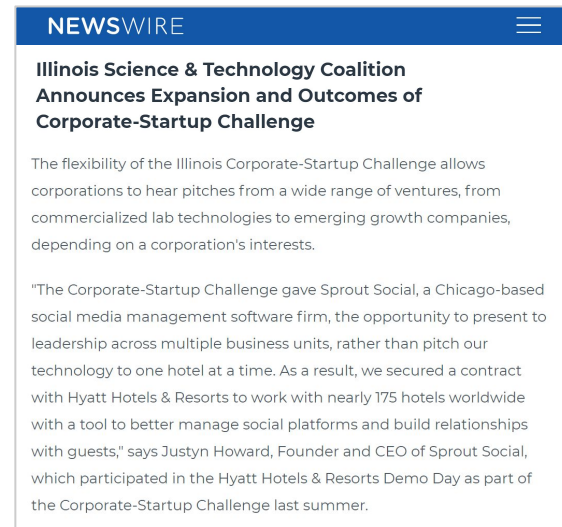 NEWSWIRE
Illinois Science & Technology Coalition
Announces Expansion and Outcomes of
Corporate-Startup Challenge
The flexibility of the Illinois Corporate-Startup Challenge allows
corporations to hear pitches from a wide range of ventures, from
commercialized lab technologies to emerging growth companies,
depending on a corporation's interests.
"The Corporate-Startup Challenge gave Sprout Social, a Chicago-based
social media management software firm, the opportunity to present to
leadership across multiple business units, rather than pitch our
technology to one hotel at a time. As a result, we secured a contract
with Hyatt Hotels & Resorts to work with nearly 175 hotels worldwide
with a tool to better manage social platforms and build relationships
with guests," says Justyn Howard, Founder and CEO of Sprout Social,
which participated in the Hyatt Hotels & Resorts Demo Day as part of
the Corporate-Startup Challenge last summer.